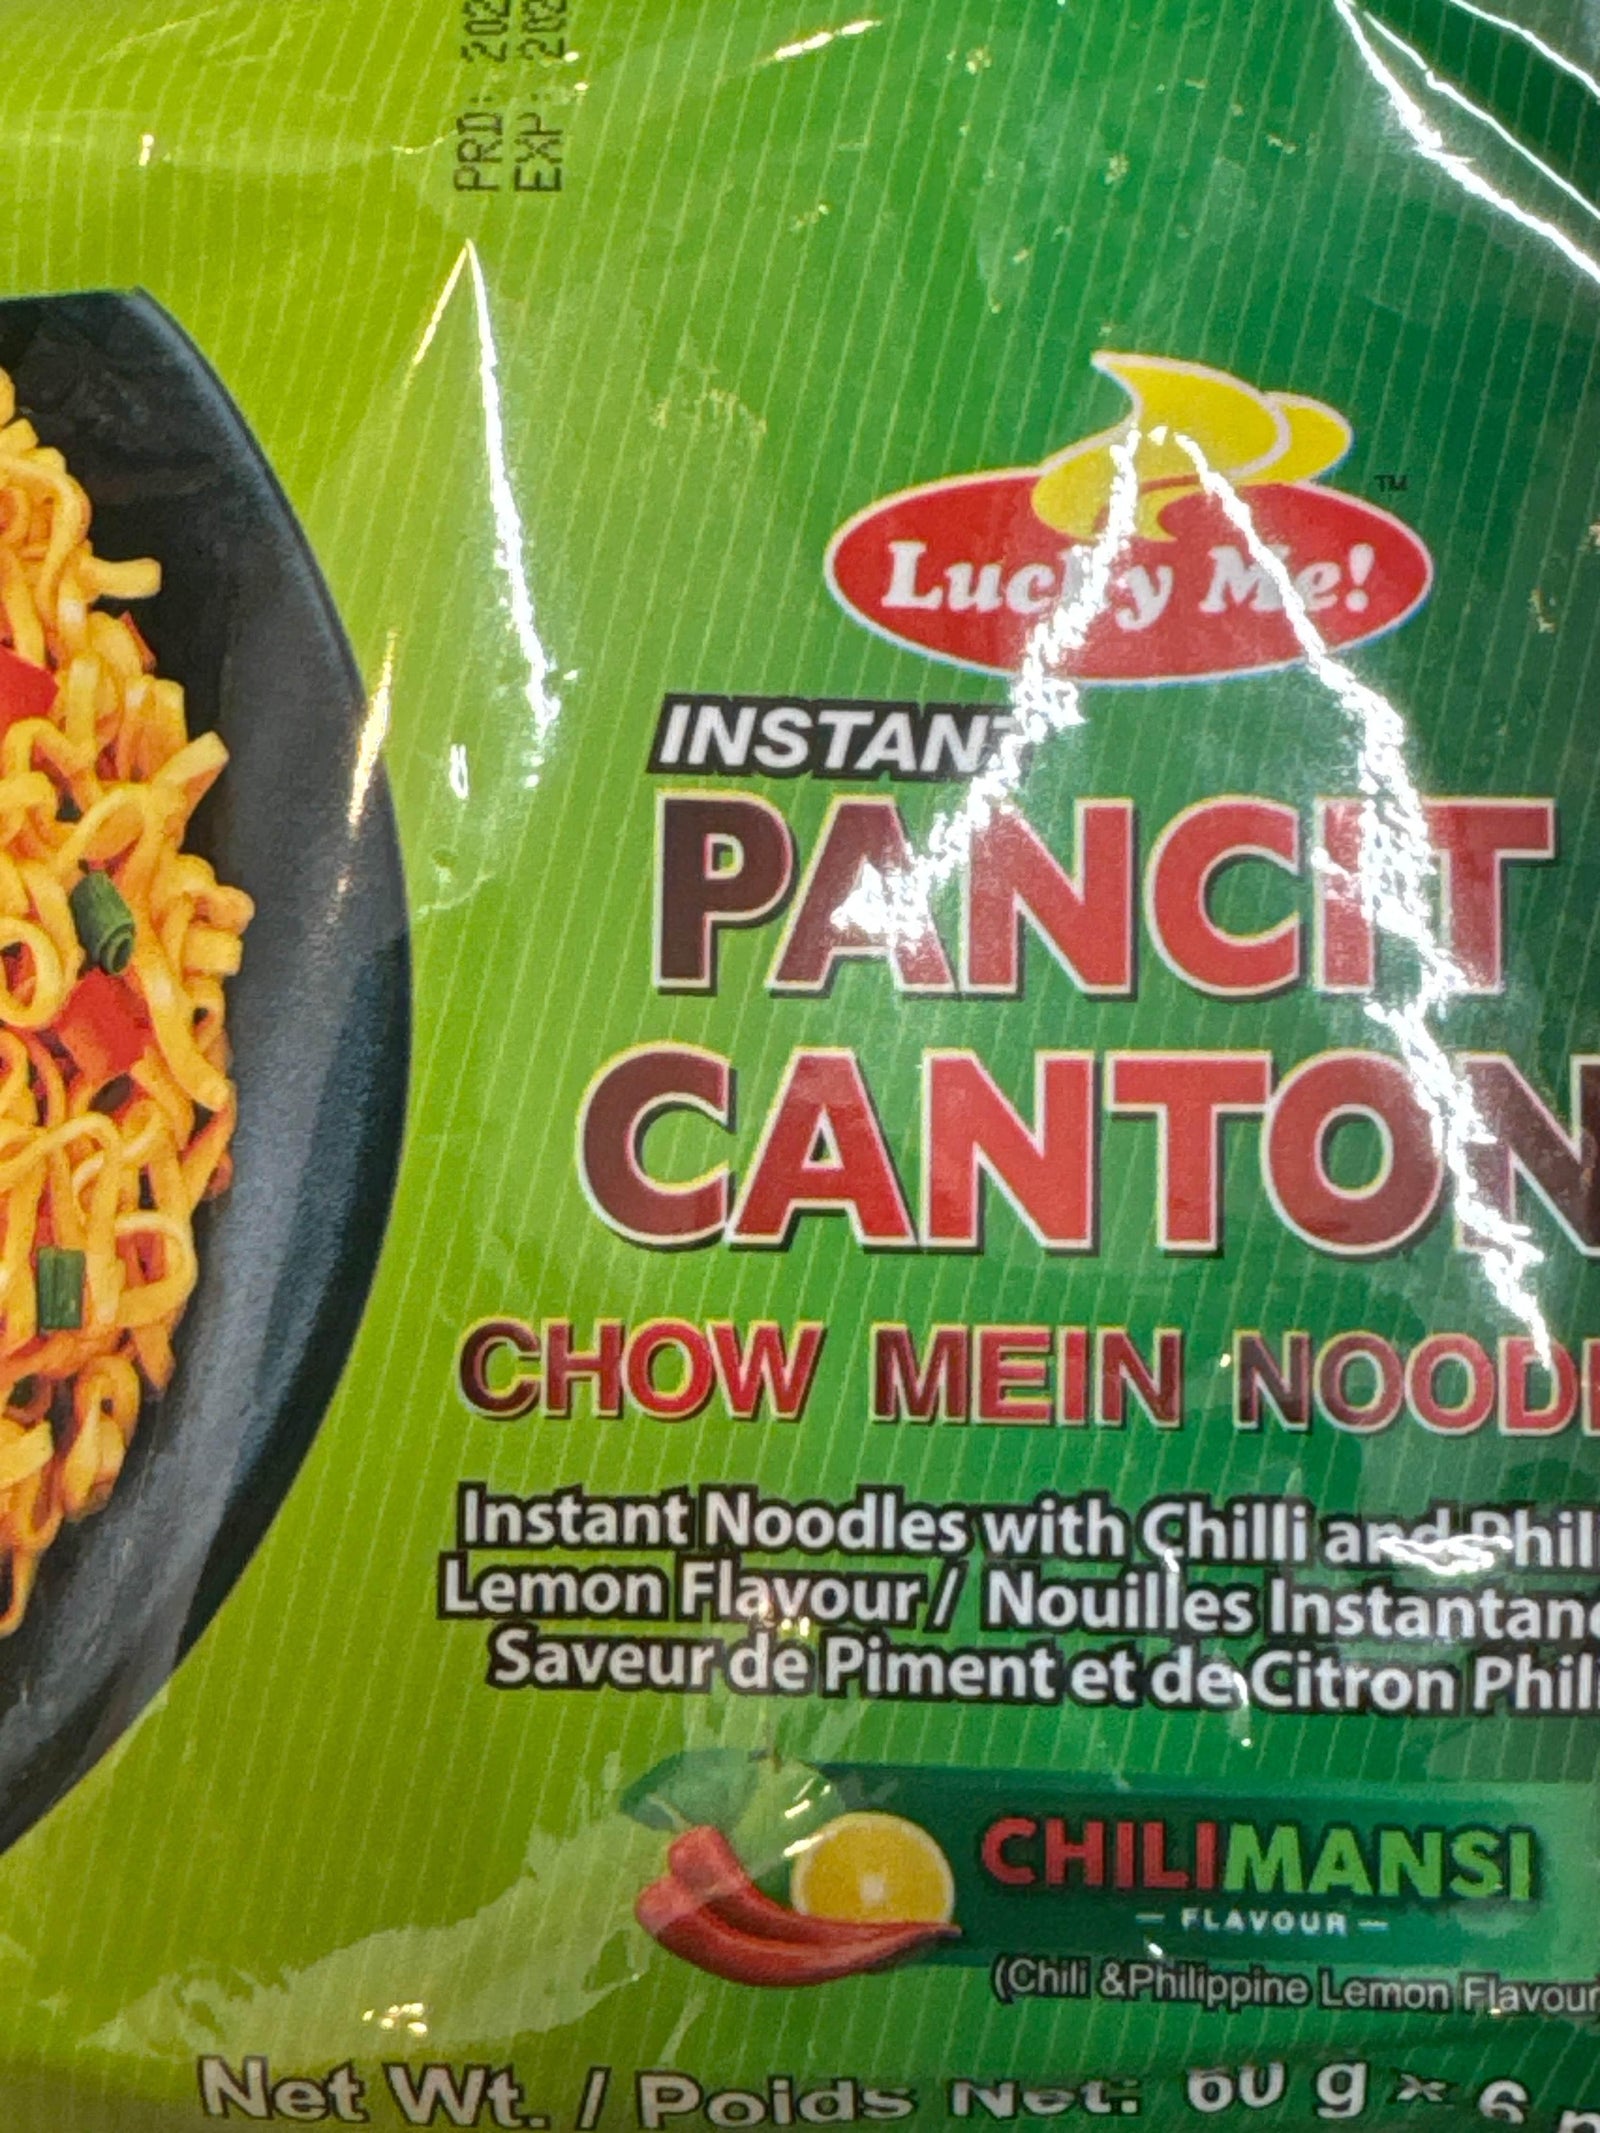 PRD: 202
EXP: 202
Lucky Me!
TM
INSTANT
PANCIT
CANTON
CHOW MEIN NOOD
Instant Noodles with Chilli and Phil
Lemon Flavour / Nouilles Instantan
Saveur de Piment et de Citron Phil
CHILIMANSI
— FLAVOUR —
(Chili &Philippine Lemon Flavour
Net Wt. / Poids Net: 60 g x 6